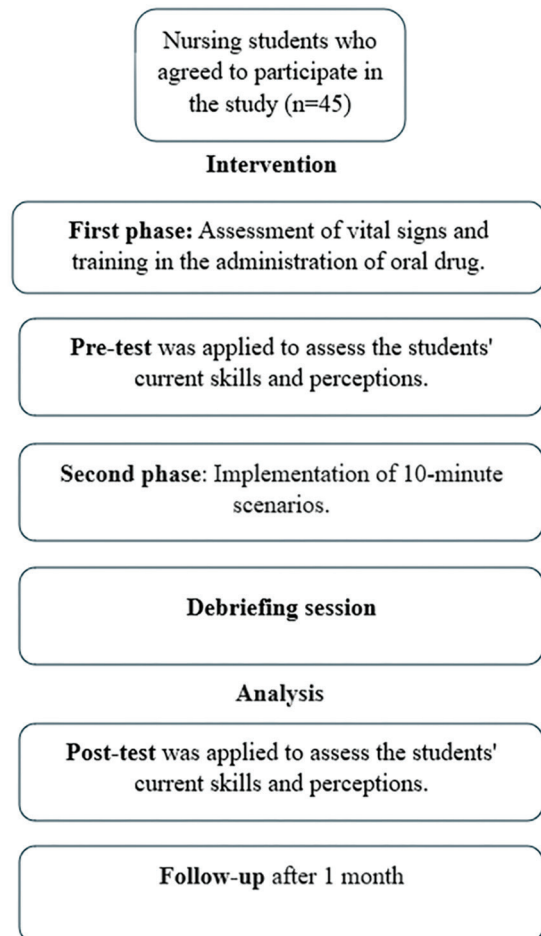 Nursing students who
agreed to participate in
the study (n=45)
Intervention
First phase: Assessment of vital signs and
training in the administration of oral drug.
Pre-test was applied to assess the students'
current skills and perceptions.
Second phase: Implementation of 10-minute
scenarios.
Debriefing session
Analysis
Post-test was applied to assess the students'
current skills and perceptions.
Follow-up after 1 month